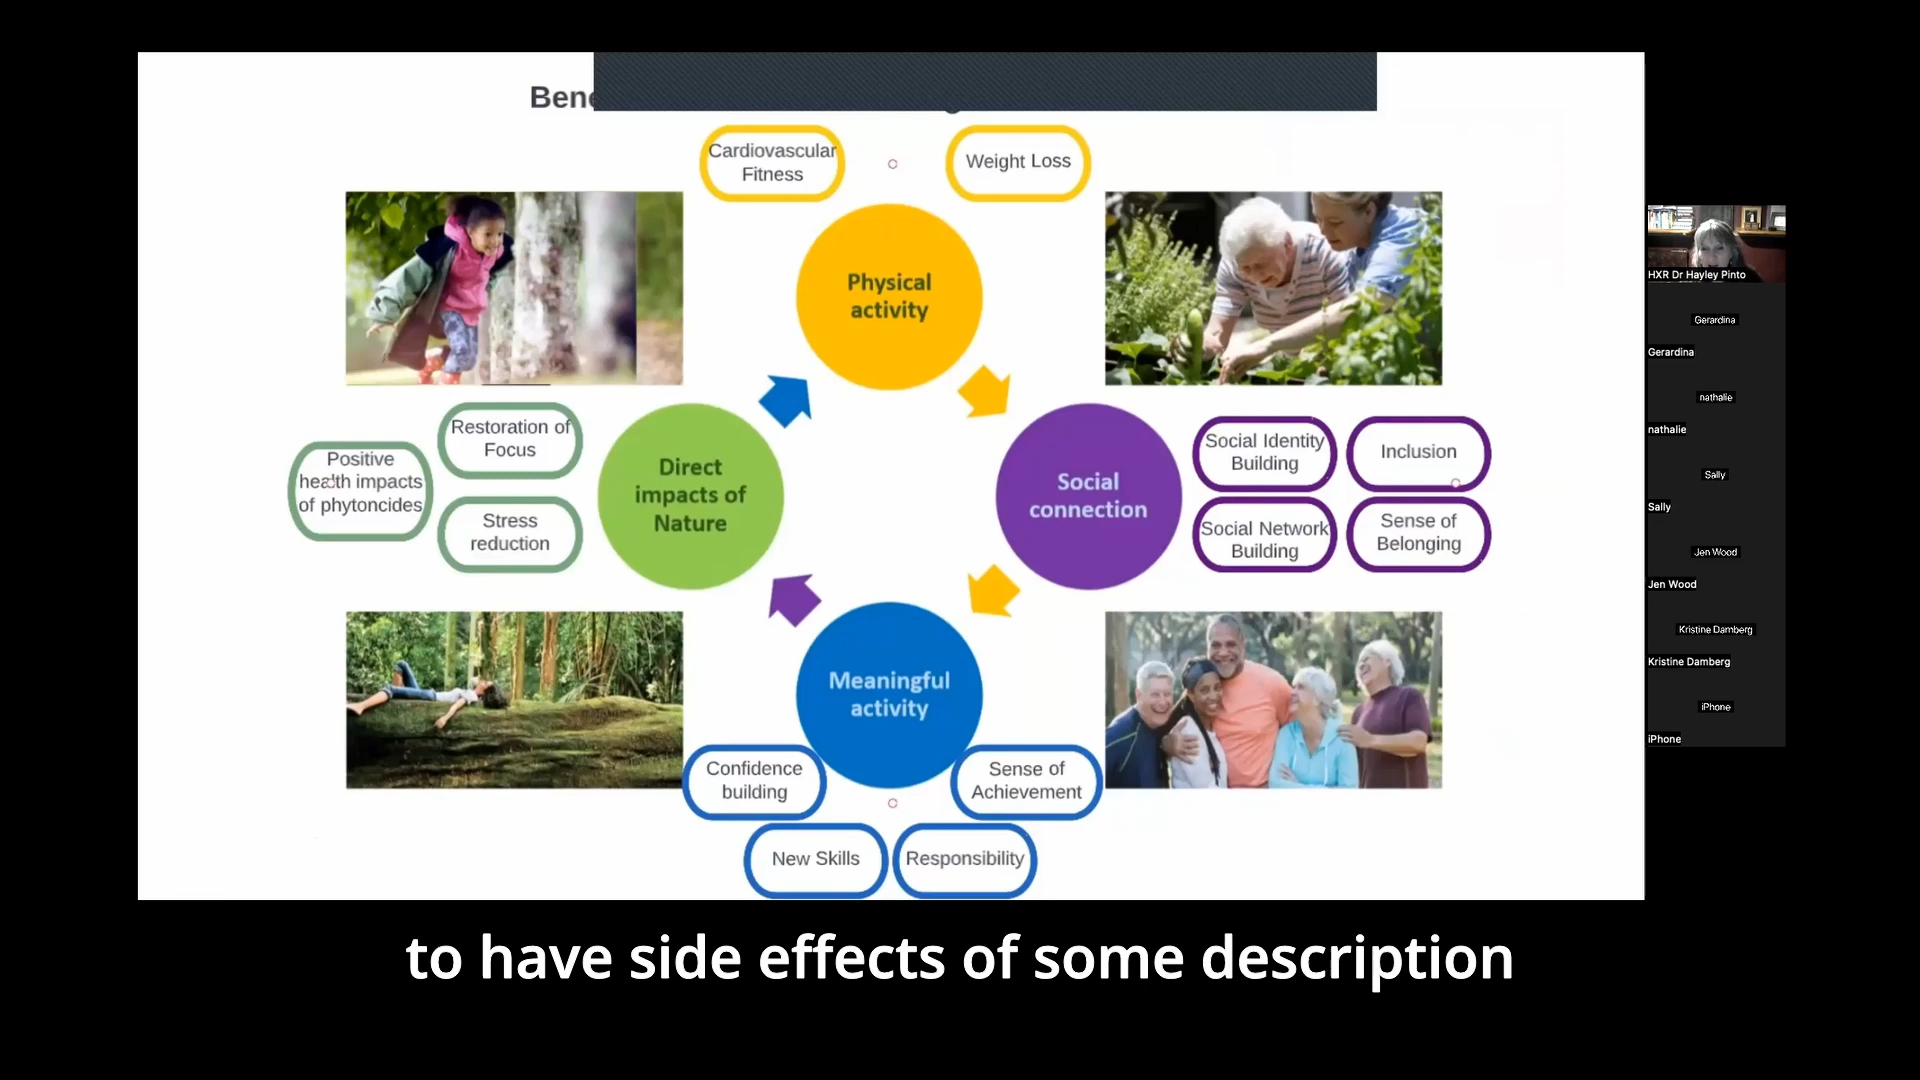 Cardiovascular
Fitness
Weight Loss
Physical
activity
Restoration of
Focus
Positive
health impacts
of phytoncides
Stress
reduction
Direct
impacts of
Nature
Social
connection
Social Identity
Building
Inclusion
Social Network
Building
Sense of
Belonging
Meaningful
activity
Confidence
building
Sense of
Achievement
New Skills
Responsibility
HXR Dr Hayley Pinto
Gerardina
Gerardina
nathalie
nathalie
Sally
Sally
Jen Wood
Jen Wood
Kristine Damberg
Kristine Damberg
iPhone
iPhone
to have side effects of some description